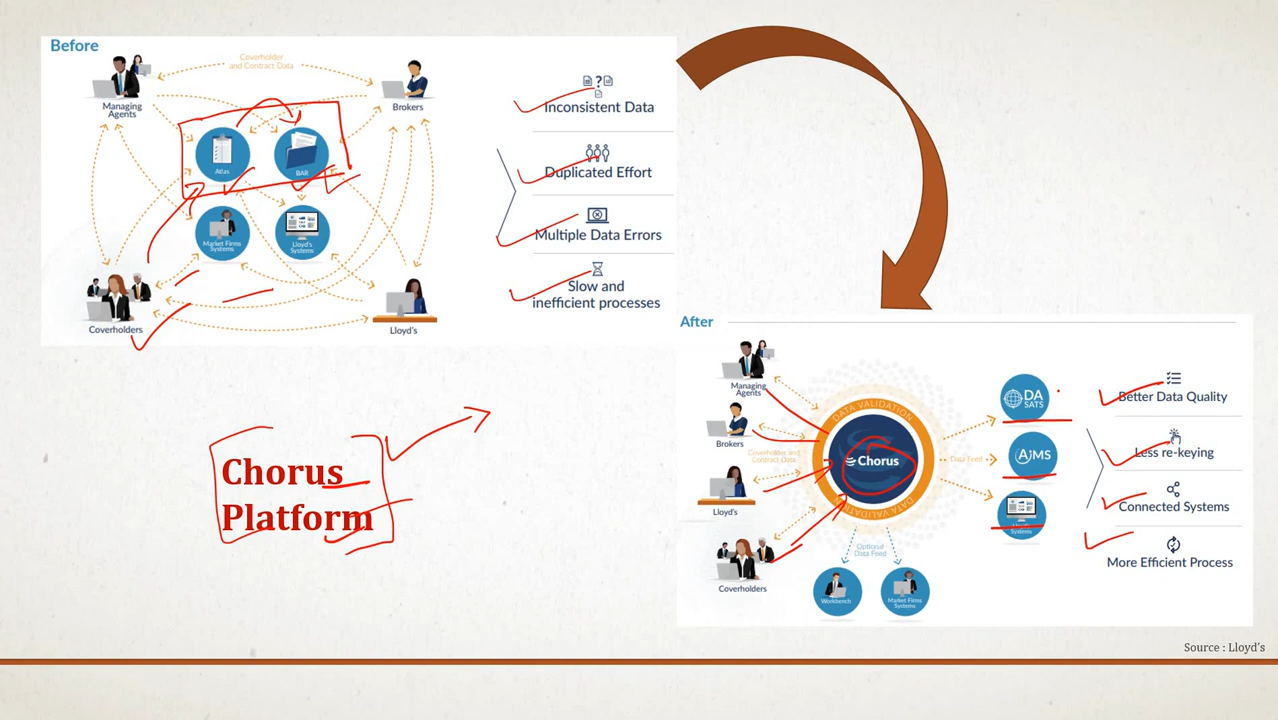 Before
Coverholder
and Contract Data
Managing
Agents
Brokers
Atlas
BAR
Market Firms
Systems
Lloyd's
Systems
Coverholders
Lloyd's
Inconsistent Data
Duplicated Effort
Multiple Data Errors
Slow and
inefficient processes
Chorus
Platform
After
Managing
Agents
Brokers
Lloyd's
Coverholders
Coverholder and
Contract Data
DATA VALIDATION
Chorus
DATA VALIDATION
Data Feed
Optional
Data Feed
Workbench
Market Firms
Systems
DA
SATS
AiMS
Systems
Better Data Quality
Less re-keying
Connected Systems
More Efficient Process
Source : Lloyd's